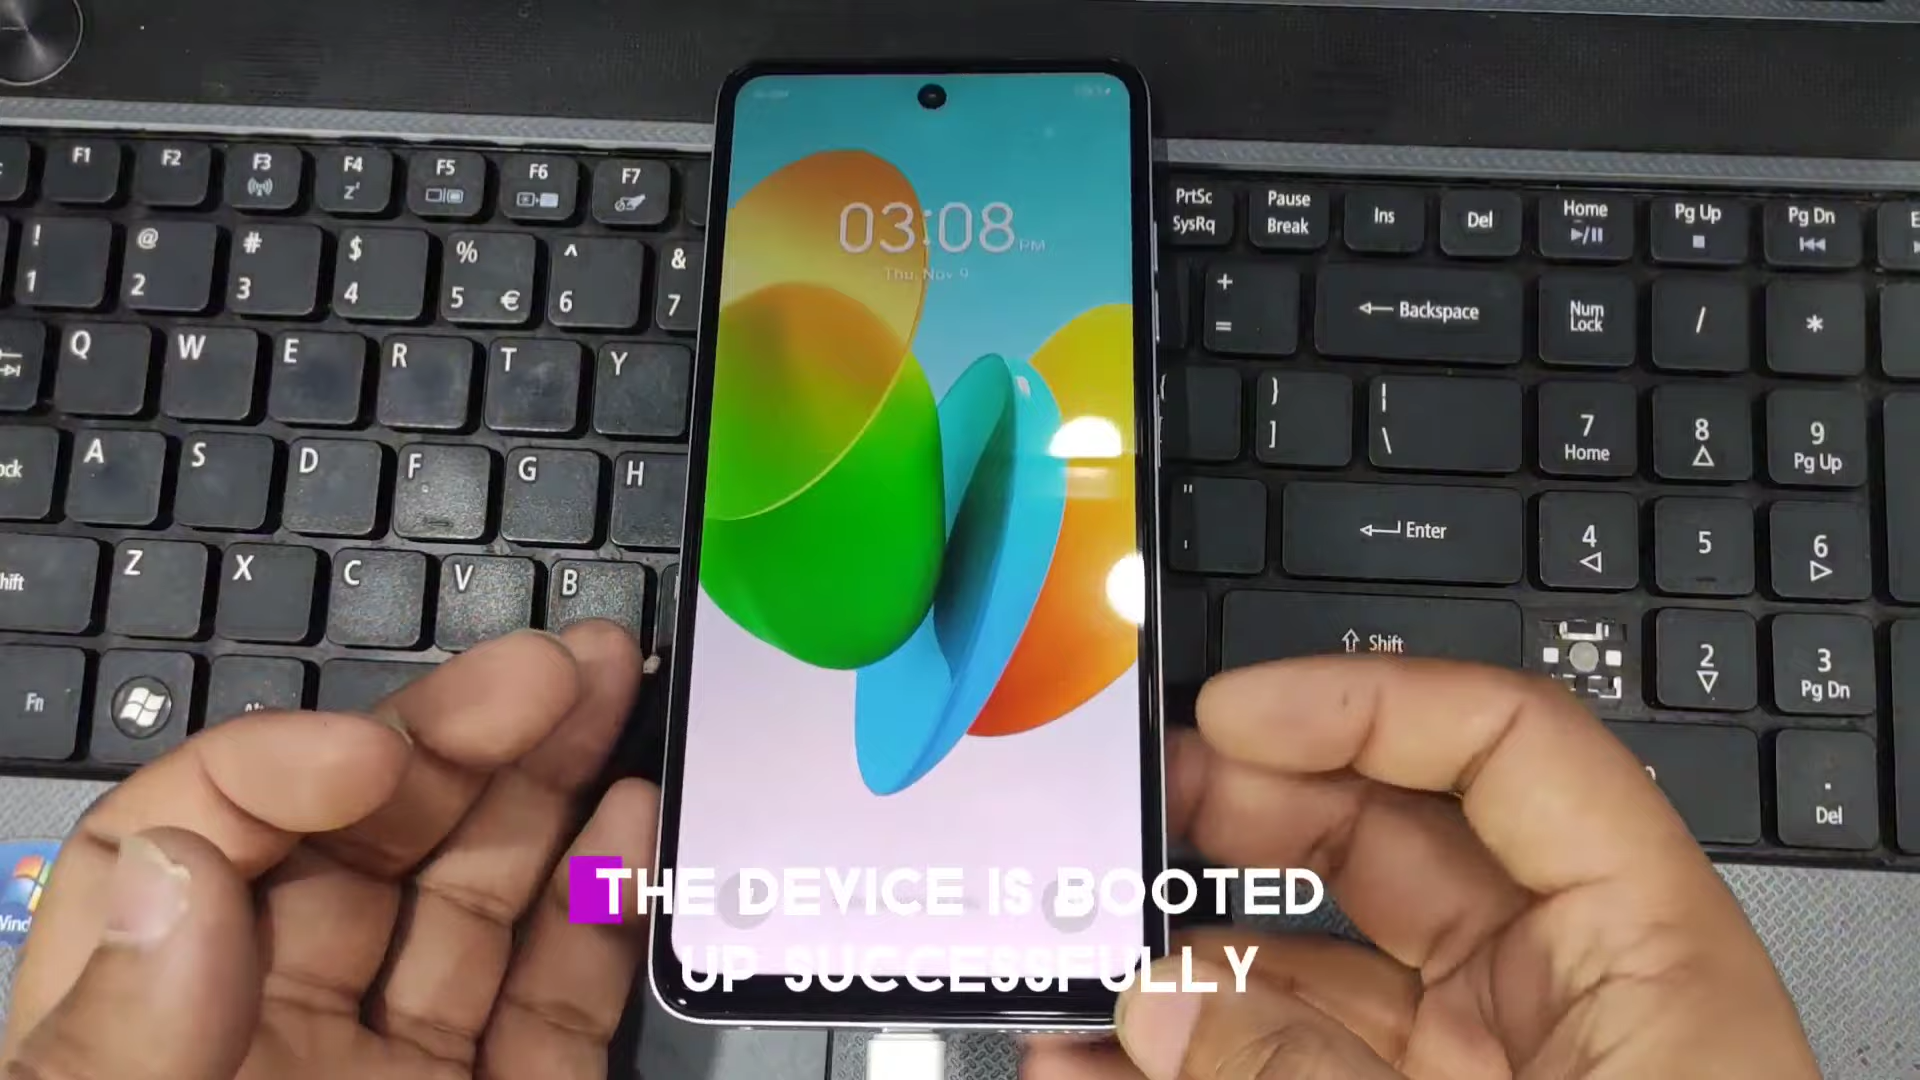 F1 F2 F3 F4 F5 F6 F7
PrtSc SysRq Pause Break Ins Del Home Pg Up Pg Dn
! 1 @ 2 # 3 $ 4 % 5 € ^ 6 & 7
03:08 PM
Thu, Nov 9
+ = Backspace Num Lock / *
Q W E R T Y
} ] | \ 7 Home 8 9 Pg Up
A S D F G H
" ' Enter 4 5 6
Z X C V B
Shift 2 3 Pg Dn
Fn
. Del
THE DEVICE IS BOOTED
UP SUCCESSFULLY